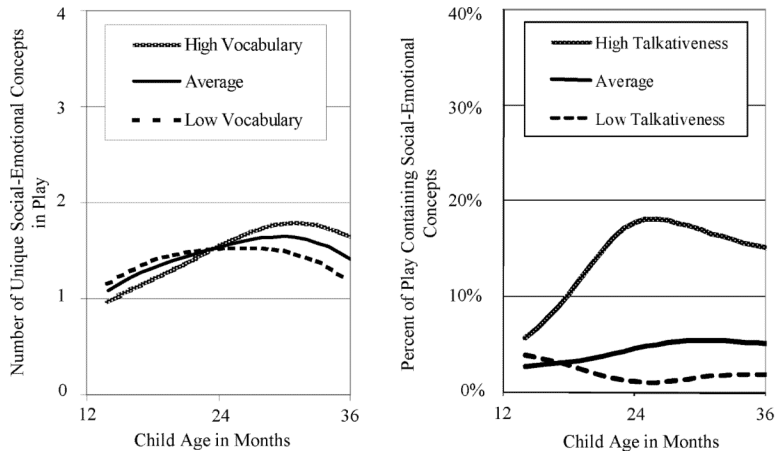 4
3
2
1
0
12
24
36
Number of Unique Social-Emotional Concepts
in Play
Child Age in Months
High Vocabulary
Average
Low Vocabulary
40%
30%
20%
10%
0%
12
24
36
Percent of Play Containing Social-Emotional
Concepts
Child Age in Months
High Talkativeness
Average
Low Talkativeness